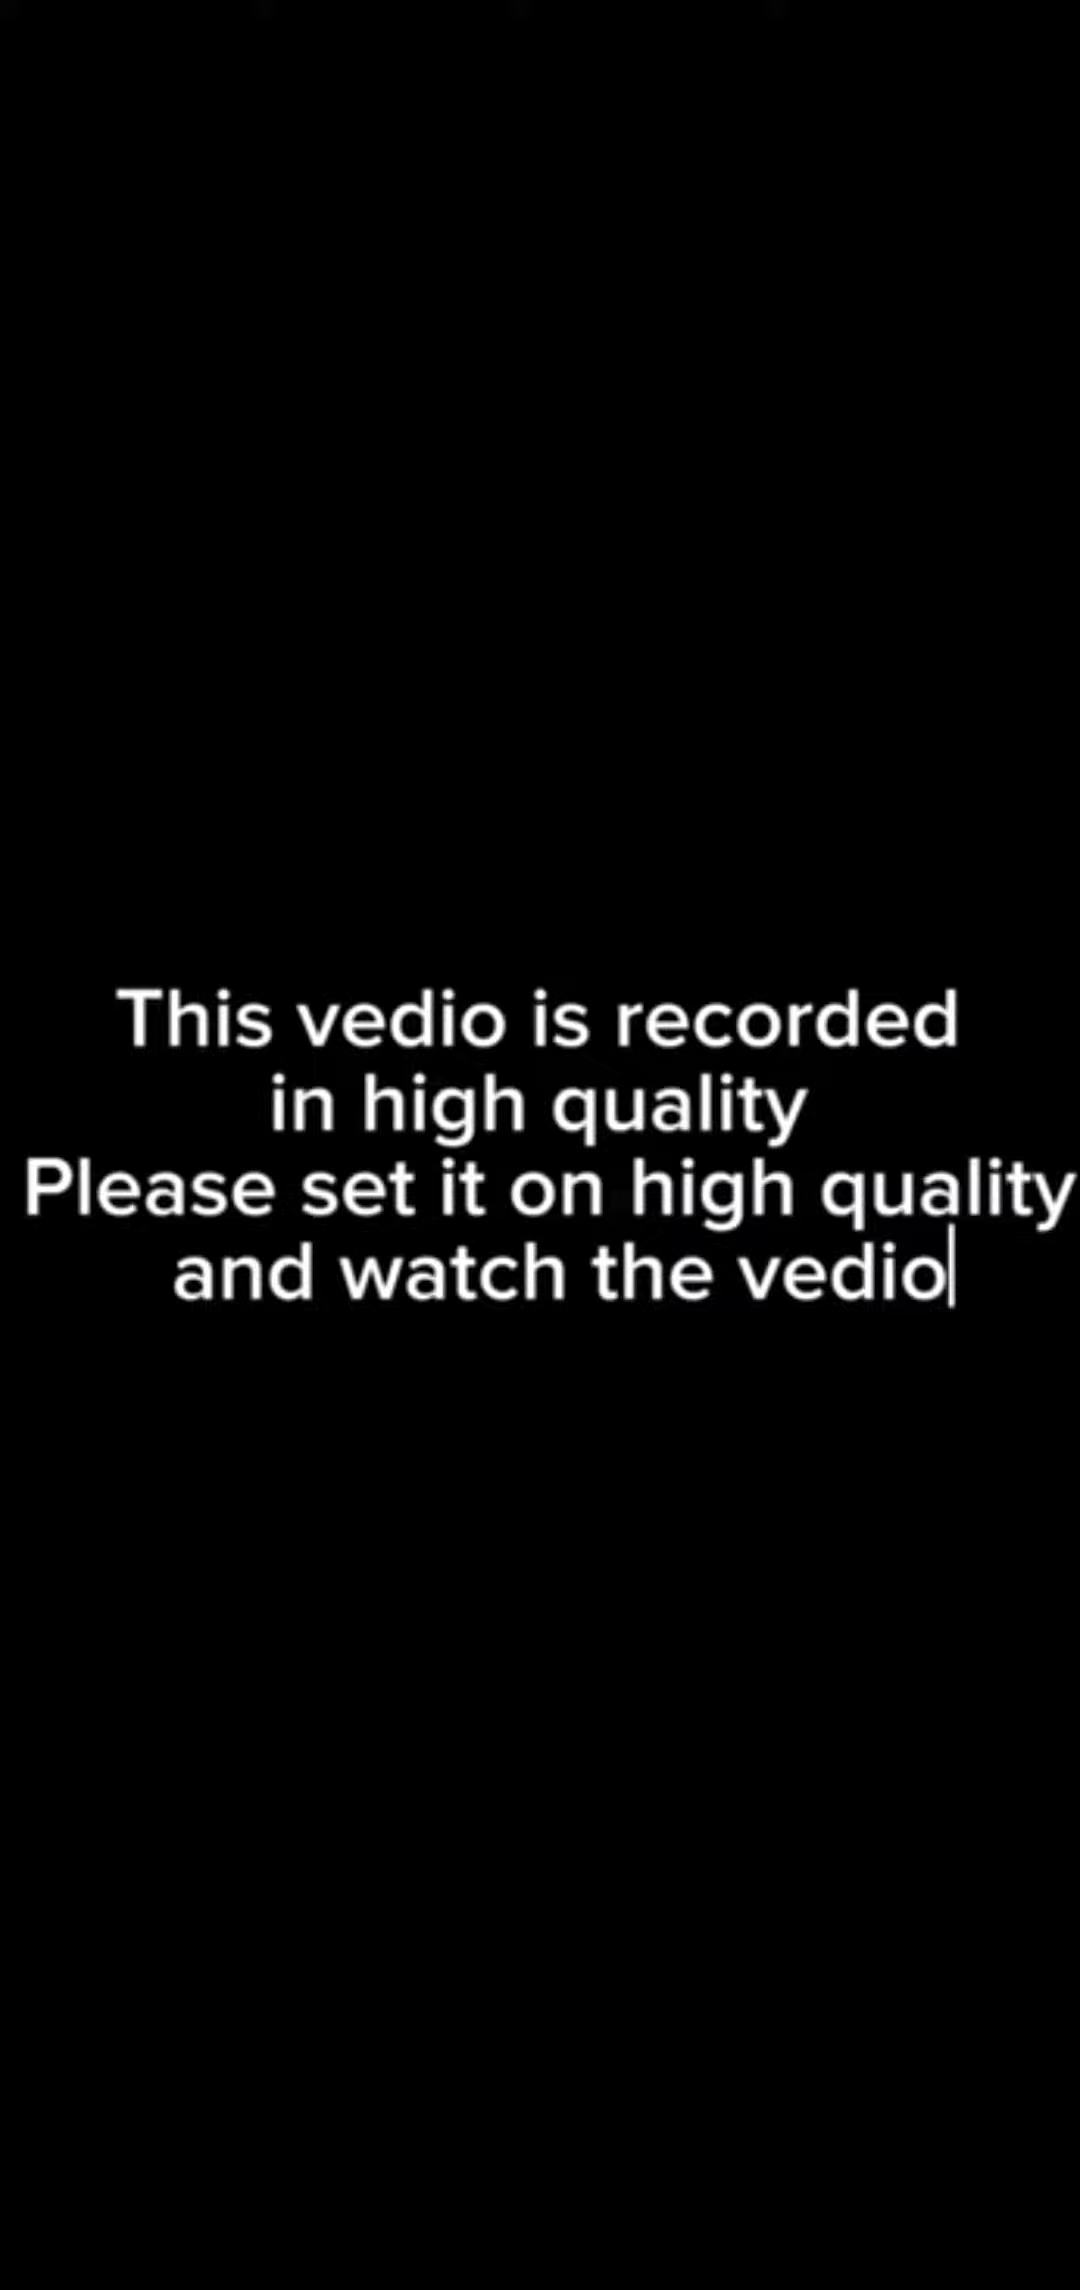 This vedio is recorded
in high quality
Please set it on high quality
and watch the vedio